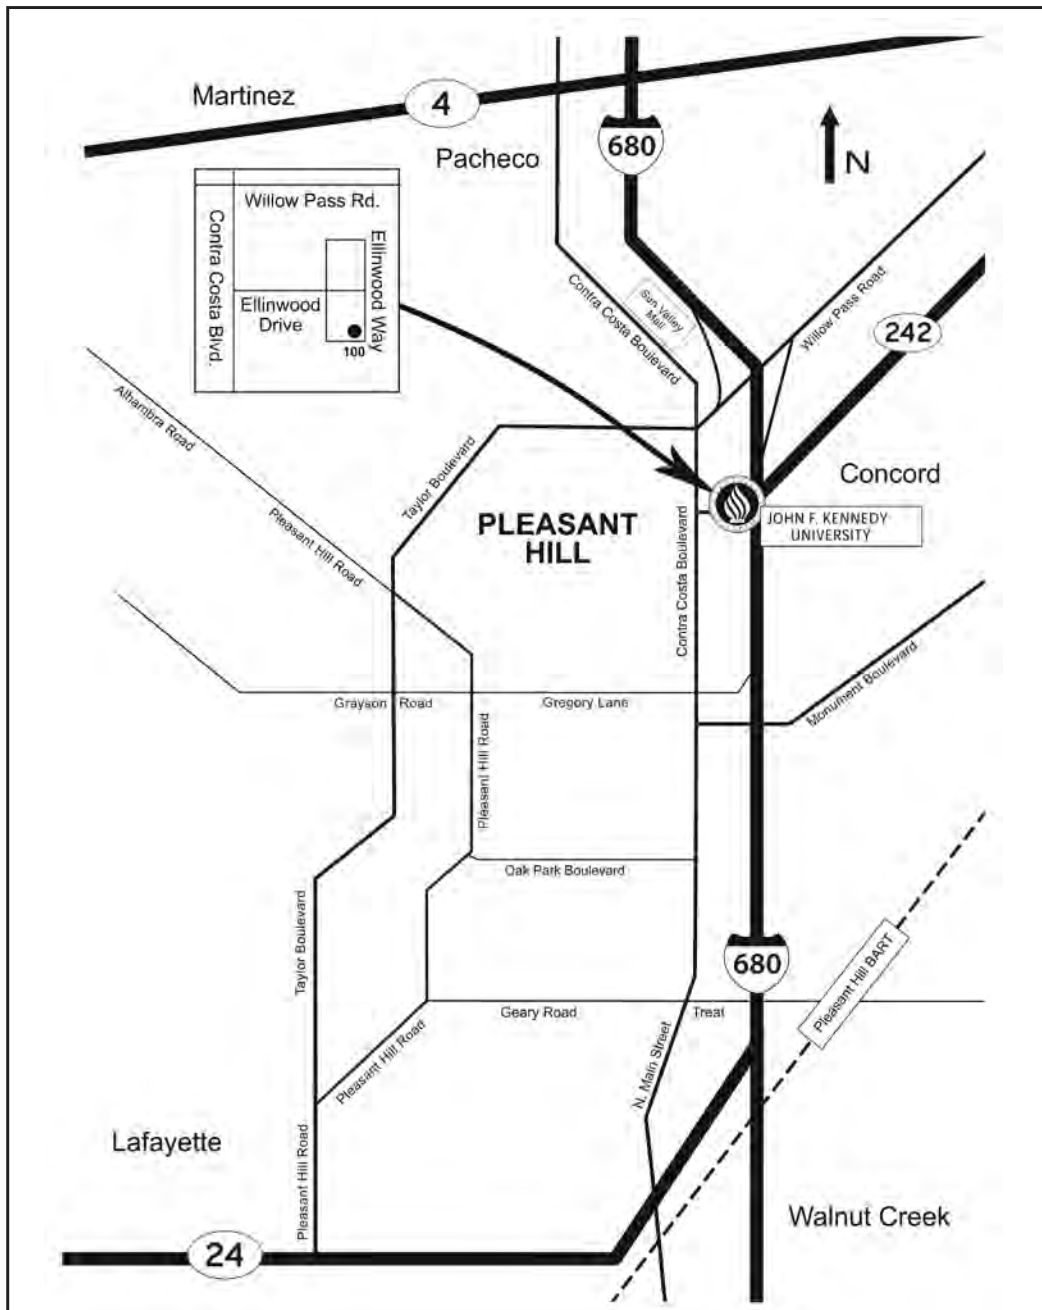 Martinez
4
Pacheco
680
N
Willow Pass Rd.
Contra Costa Blvd.
Ellinwood Way
Ellinwood
Drive
100
Contra Costa Boulevard
Sun Valley
Mall
Willow Pass Road
242
Alhambra Road
Taylor Boulevard
Pleasant Hill Road
PLEASANT
HILL
Contra Costa Boulevard
Concord
JOHN F. KENNEDY
UNIVERSITY
Grayson Road
Gregory Lane
Monument Boulevard
Pleasant Hill Road
Oak Park Boulevard
Taylor Boulevard
680
Pleasant Hill BART
Geary Road
Treat
Pleasant Hill Road
N. Main Street
Lafayette
Pleasant Hill Road
Walnut Creek
24